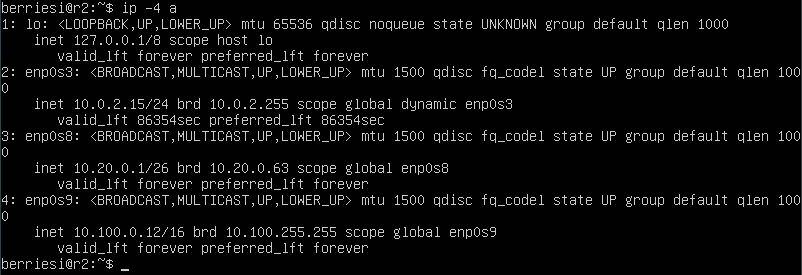 berriesi@r2:~$ ip -4 a
1: lo: <LOOPBACK,UP,LOWER_UP> mtu 65536 qdisc noqueue state UNKNOWN group default qlen 1000
    inet 127.0.0.1/8 scope host lo
       valid_lft forever preferred_lft forever
2: enp0s3: <BROADCAST,MULTICAST,UP,LOWER_UP> mtu 1500 qdisc fq_codel state UP group default qlen 100
0
    inet 10.0.2.15/24 brd 10.0.2.255 scope global dynamic enp0s3
       valid_lft 86354sec preferred_lft 86354sec
3: enp0s8: <BROADCAST,MULTICAST,UP,LOWER_UP> mtu 1500 qdisc fq_codel state UP group default qlen 100
0
    inet 10.20.0.1/26 brd 10.20.0.63 scope global enp0s8
       valid_lft forever preferred_lft forever
4: enp0s9: <BROADCAST,MULTICAST,UP,LOWER_UP> mtu 1500 qdisc fq_codel state UP group default qlen 100
0
    inet 10.100.0.12/16 brd 10.100.255.255 scope global enp0s9
       valid_lft forever preferred_lft forever
berriesi@r2:~$ _